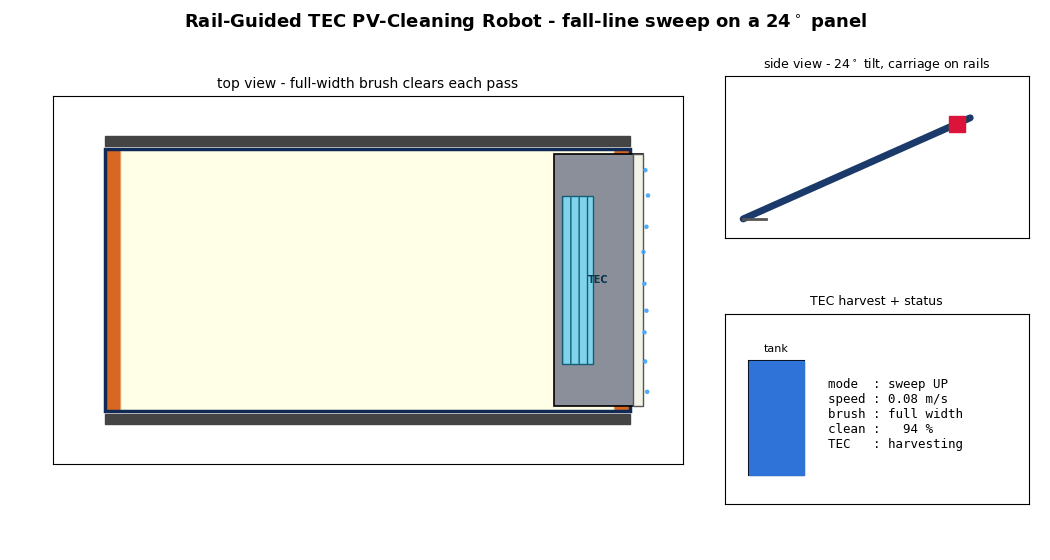 Rail-Guided TEC PV-Cleaning Robot - fall-line sweep on a 24° panel
top view - full-width brush clears each pass
TEC
side view - 24° tilt, carriage on rails
TEC harvest + status
tank
mode  : sweep UP
speed : 0.08 m/s
brush : full width
clean :   94 %
TEC   : harvesting